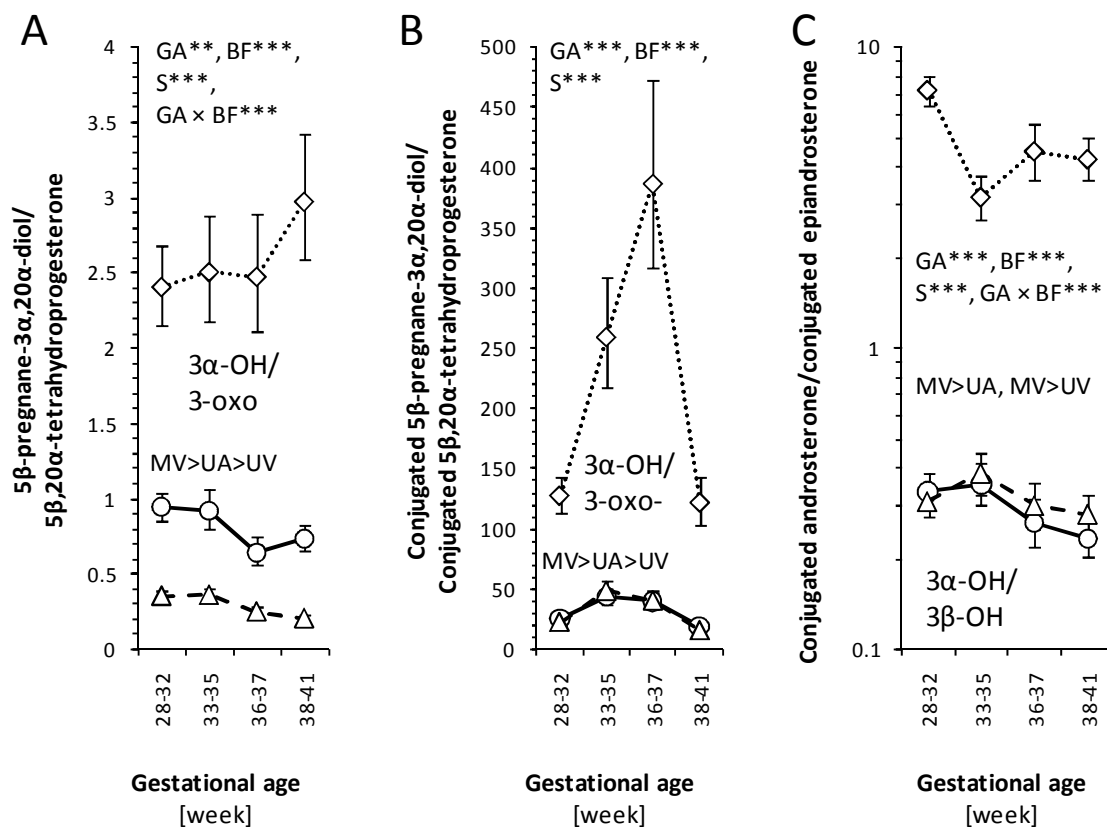 A
5β-pregnane-3α,20α-diol/
5β,20α-tetrahydroprogesterone
4
3.5
3
2.5
2
1.5
1
0.5
0
GA**, BF***,
S***,
GA × BF***
3α-OH/
3-oxo
MV>UA>UV
28-32
33-35
36-37
38-41
Gestational age
[week]
B
Conjugated 5β-pregnane-3α,20α-diol/
Conjugated 5β,20α-tetrahydroprogesterone
500
450
400
350
300
250
200
150
100
50
0
GA***, BF***,
S***
3α-OH/
3-oxo-
MV>UA>UV
28-32
33-35
36-37
38-41
Gestational age
[week]
C
Conjugated androsterone/conjugated epiandrosterone
10
1
0.1
GA***, BF***,
S***, GA × BF***
MV>UA, MV>UV
3α-OH/
3β-OH
28-32
33-35
36-37
38-41
Gestational age
[week]